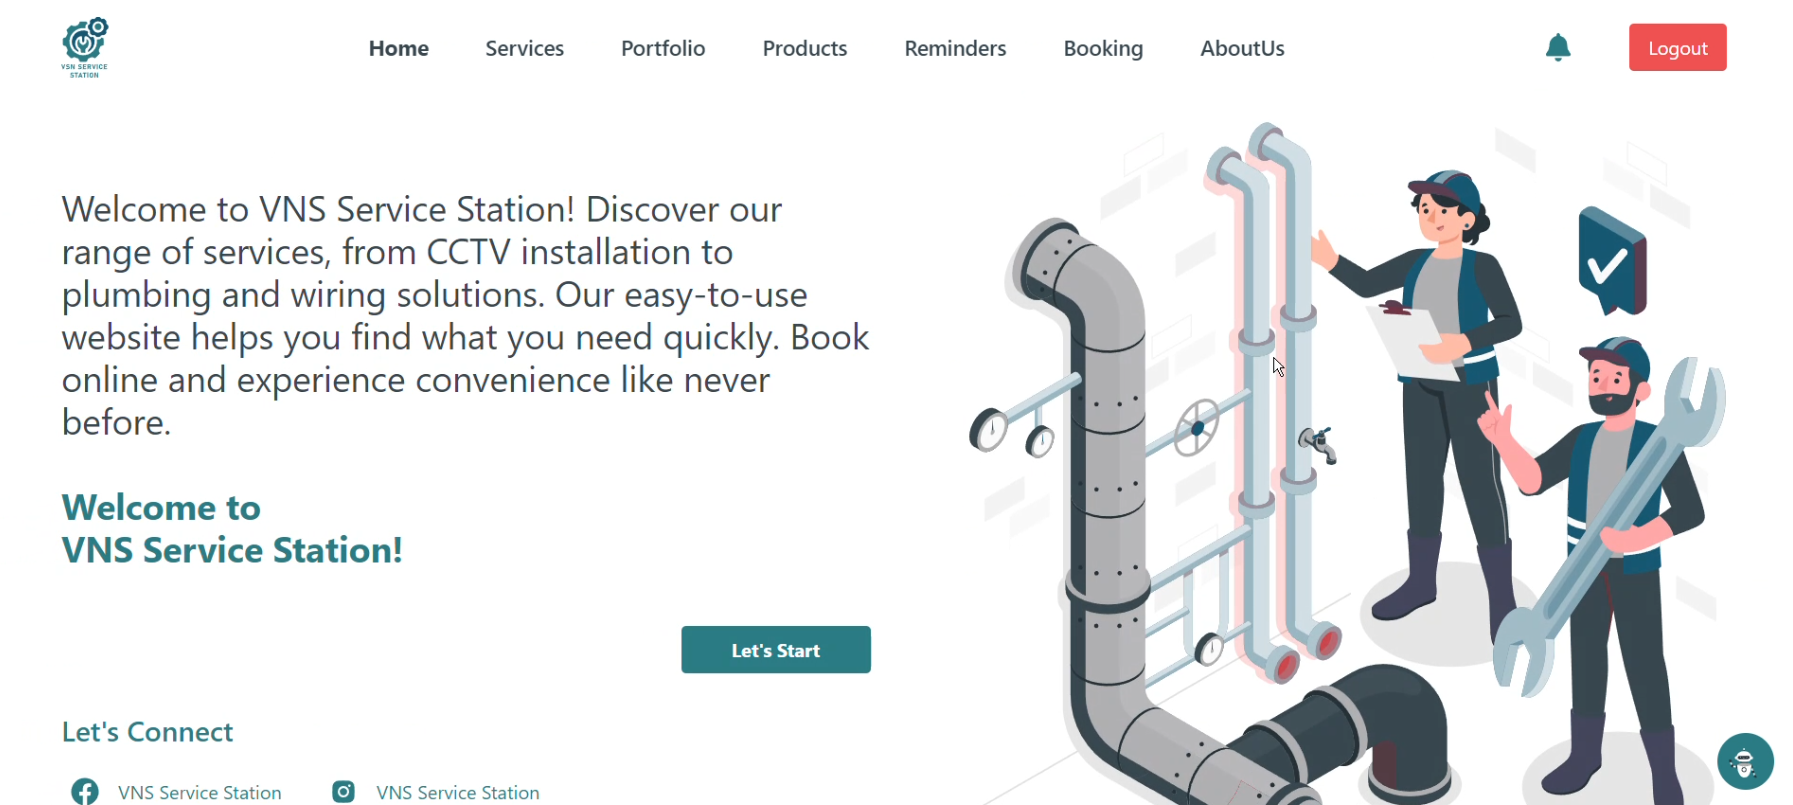 VSN SERVICE
STATION
Home Services Portfolio Products Reminders Booking AboutUs Logout
Welcome to VNS Service Station! Discover our
range of services, from CCTV installation to
plumbing and wiring solutions. Our easy-to-use
website helps you find what you need quickly. Book
online and experience convenience like never
before.
Welcome to
VNS Service Station!
Let's Start
Let's Connect
VNS Service Station VNS Service Station